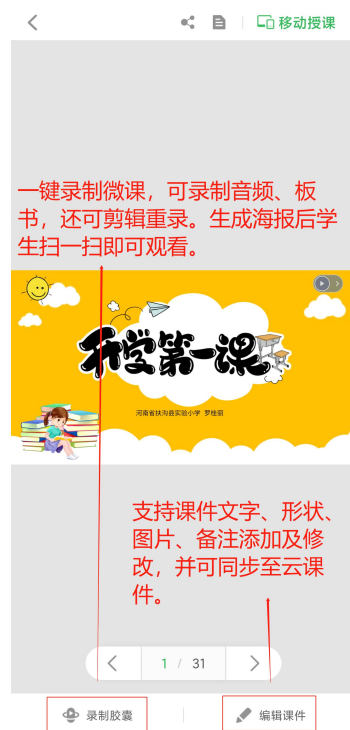 移动授课
一键录制微课，可录制音频、板
书，还可剪辑重录。生成海报后学
生扫一扫即可观看。
开学第一课
河南省扶沟县实验小学 罗桂丽
支持课件文字、形状、
图片、备注添加及修
改，并可同步至云课
件。
1 / 31
录制胶囊
编辑课件